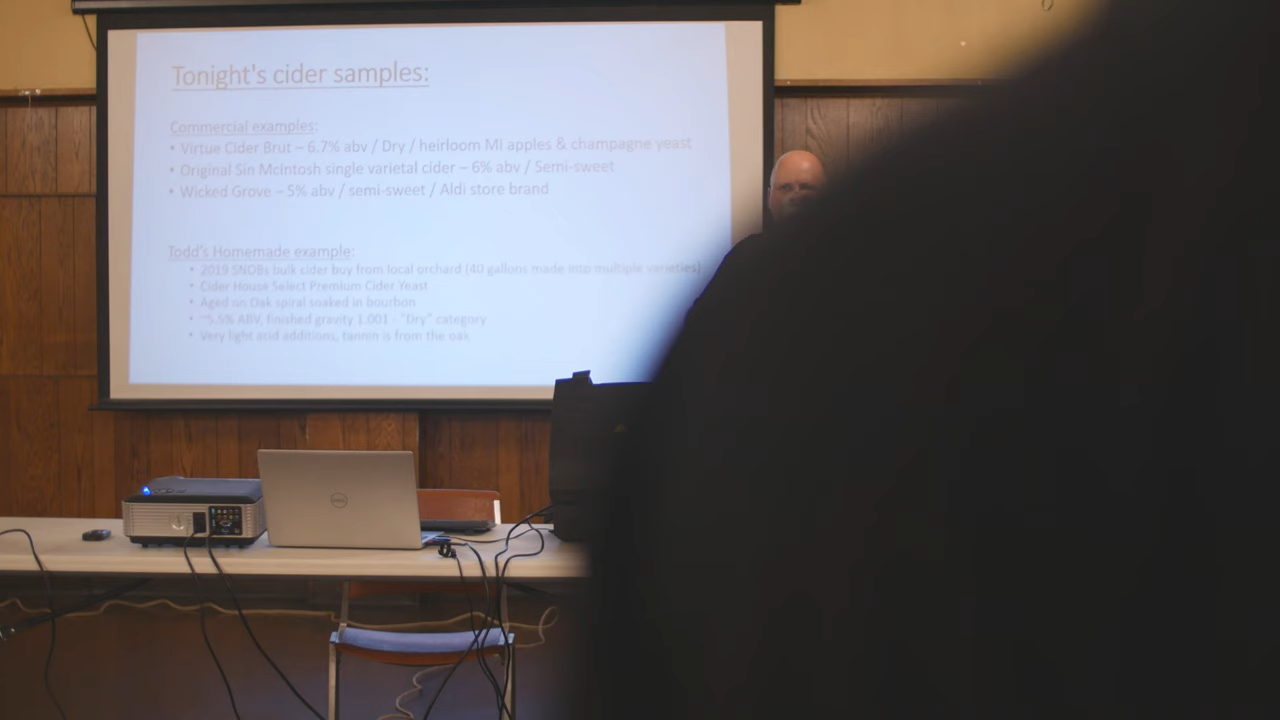 Tonight's cider samples:
Commercial examples:
• Virtue Cider Brut – 6.7% abv / Dry / heirloom MI apples & champagne yeast
• Original Sin McIntosh single varietal cider – 6% abv / Semi-sweet
• Wicked Grove – 5% abv / semi-sweet / Aldi store brand
Todd's Homemade example:
• 2019 SNOBs bulk cider buy from local orchard (40 gallons made into multiple varieties)
• Cider House Select Premium Cider Yeast
• Aged on Oak spiral soaked in bourbon
• ~5.5% ABV, finished gravity 1.001 - "Dry" category
• Very light acid additions, tannin is from the oak
DELL